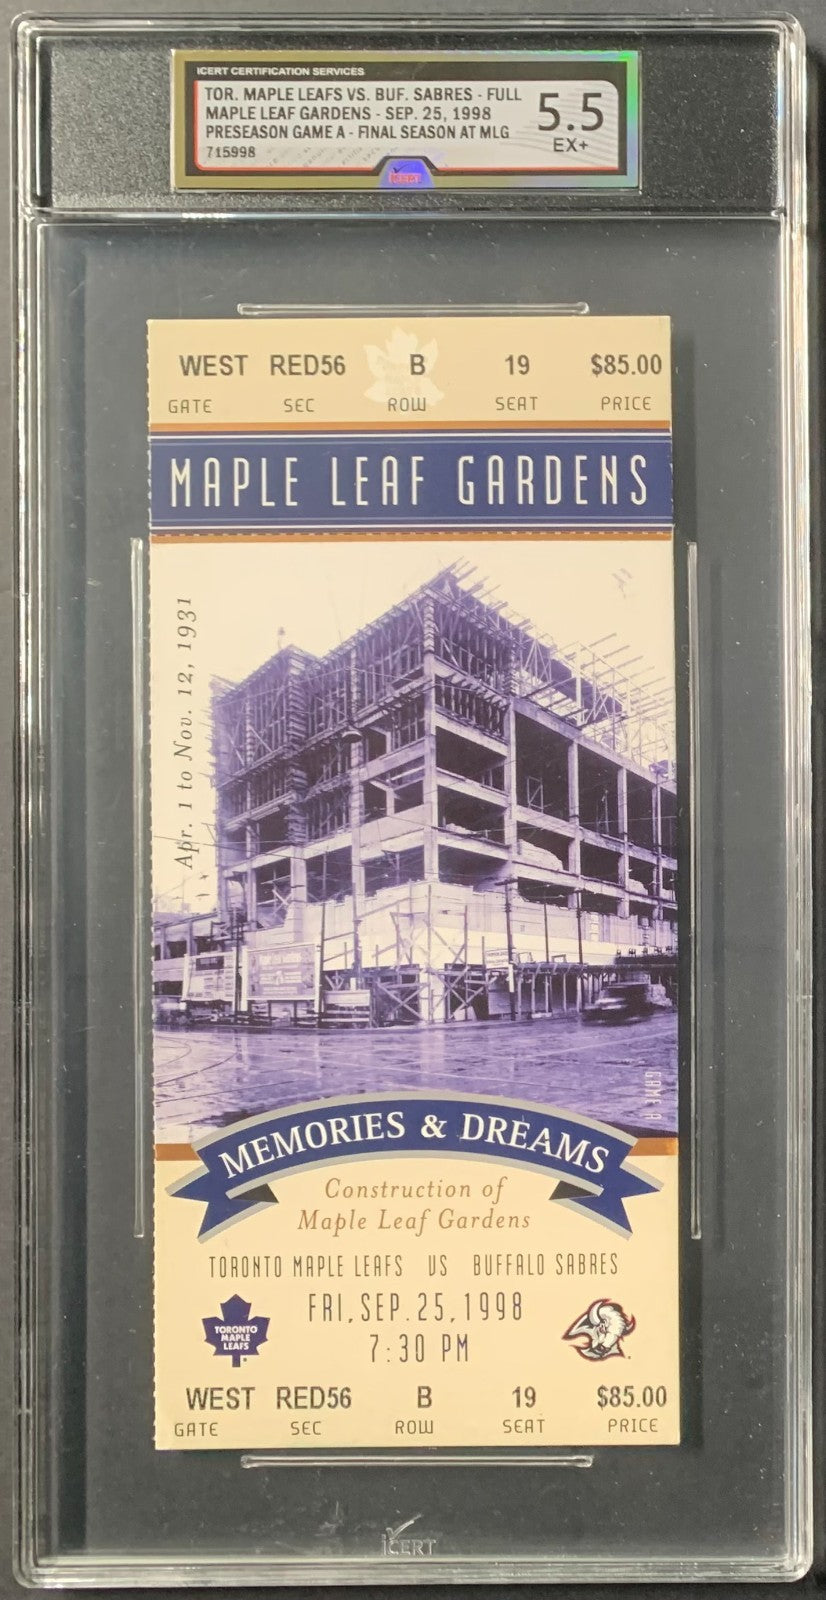 ICERT CERTIFICATION SERVICES
TOR. MAPLE LEAFS VS. BUF. SABRES - FULL
MAPLE LEAF GARDENS - SEP. 25, 1998
PRESEASON GAME A - FINAL SEASON AT MLG
715998
5.5
EX+
ICERT
WEST RED56 B 19 $85.00
GATE SEC ROW SEAT PRICE
MAPLE LEAF GARDENS
Apr. 1 to Nov. 12, 1931
GAME A
MEMORIES & DREAMS
Construction of
Maple Leaf Gardens
TORONTO MAPLE LEAFS VS BUFFALO SABRES
FRI, SEP. 25, 1998
7:30 PM
TORONTO
MAPLE
LEAFS
WEST RED56 B 19 $85.00
GATE SEC ROW SEAT PRICE
ICERT